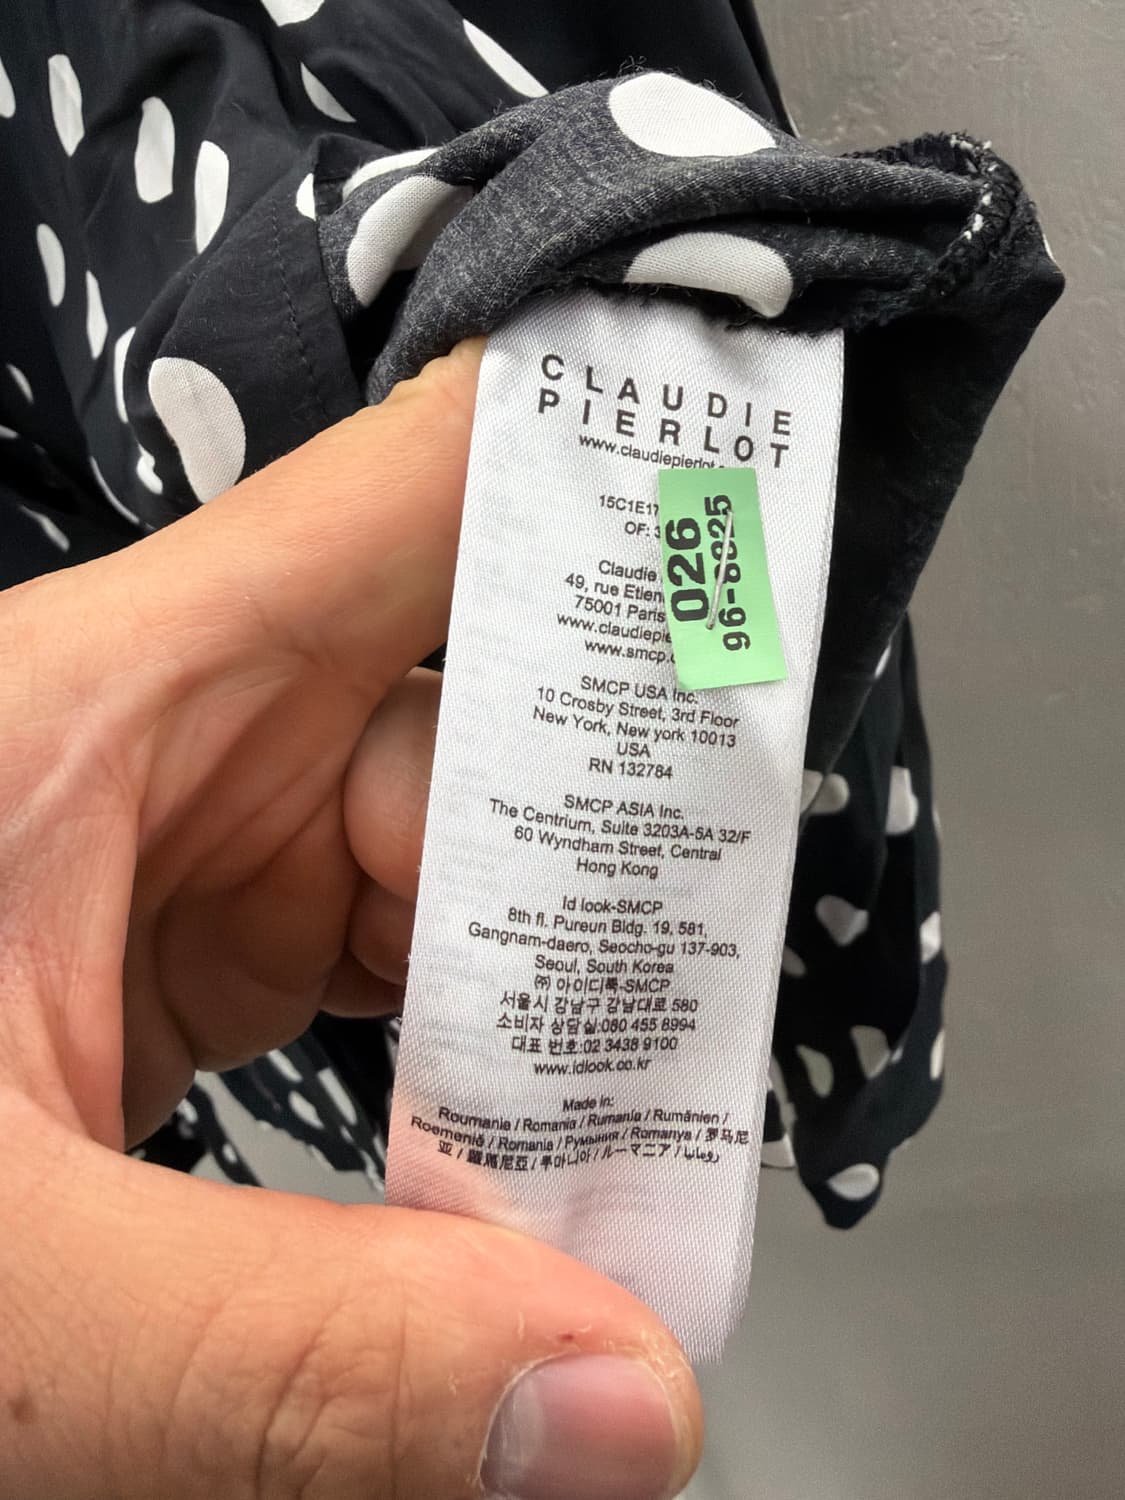 CLAUDIE
PIERLOT
www.claudiepierlot.
15C1E17
OF: 3
026
96-8825
Claudie
49, rue Etien
75001 Paris
www.claudiepie
www.smcp.c
SMCP USA Inc.
10 Crosby Street, 3rd Floor
New York, New york 10013
USA
RN 132784
SMCP ASIA Inc.
The Centrium, Suite 3203A-5A 32/F
60 Wyndham Street, Central
Hong Kong
Id look-SMCP
8th fl. Pureun Bldg. 19, 581,
Gangnam-daero, Seocho-gu 137-903,
Seoul, South Korea
㈜ 아이디룩-SMCP
서울시 강남구 강남대로 580
소비자 상담실:080 455 8994
대표 번호:02 3438 9100
www.idlook.co.kr
Made in:
Roumanie / Romania / Rumanía / Rumänien /
Roemenië / Romania / Румыния / Romanya / 罗马尼
亚 / 羅馬尼亞 / 루마니아 / ルーマニア / رومانيا